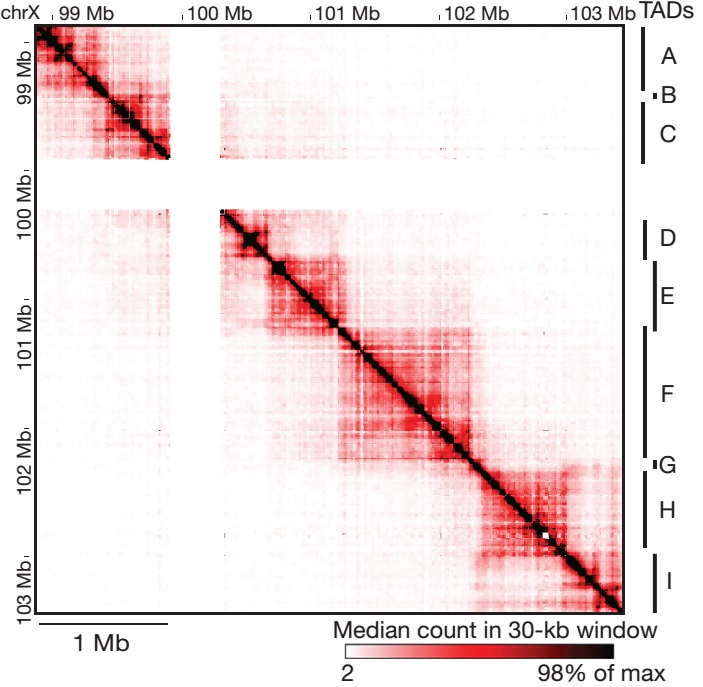 chrX 99 Mb 100 Mb 101 Mb 102 Mb 103 Mb TADs
99 Mb
100 Mb
101 Mb
102 Mb
103 Mb
A
B
C
D
E
F
G
H
I
1 Mb
Median count in 30-kb window
2 98% of max